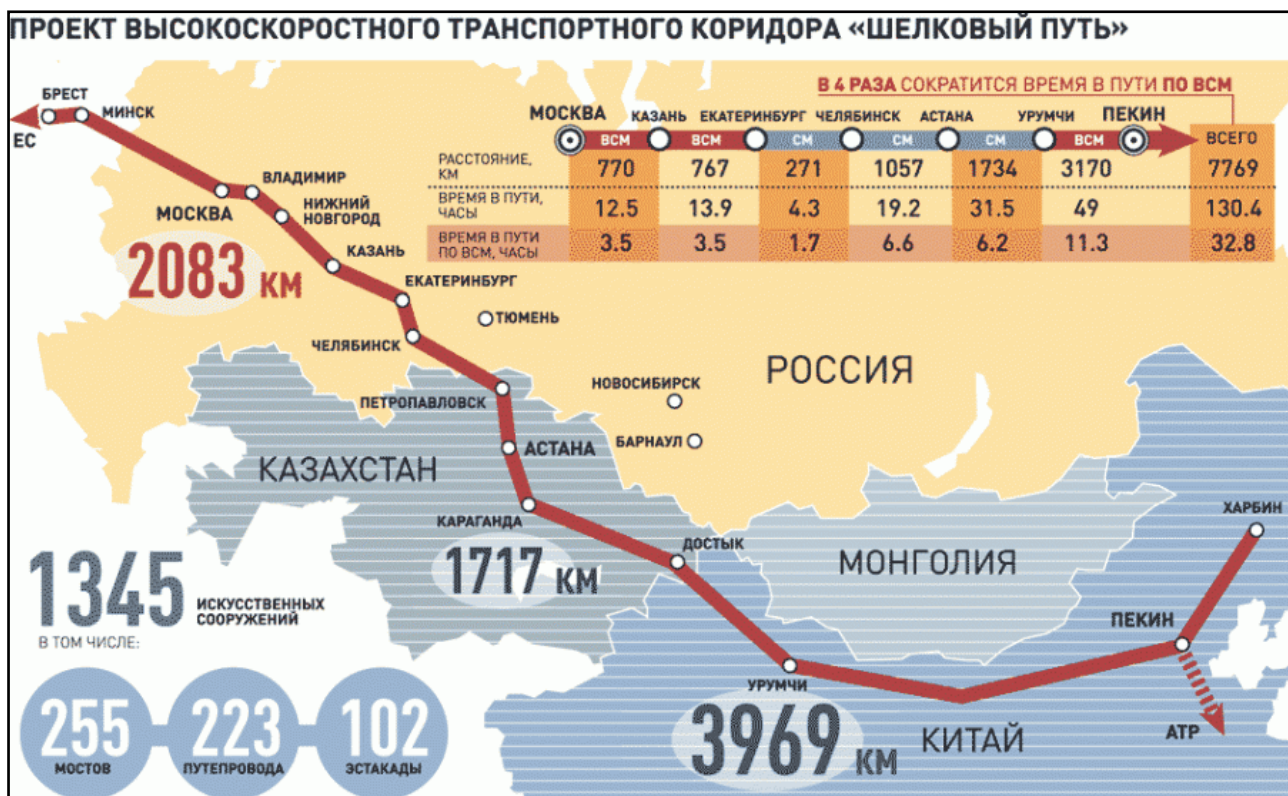 ПРОЕКТ ВЫСОКОСКОРОСТНОГО ТРАНСПОРТНОГО КОРИДОРА «ШЕЛКОВЫЙ ПУТЬ»
В 4 РАЗА СОКРАТИТСЯ ВРЕМЯ В ПУТИ ПО ВСМ
МОСКВА КАЗАНЬ ЕКАТЕРИНБУРГ ЧЕЛЯБИНСК АСТАНА УРУМЧИ ПЕКИН
ВСМ ВСМ СМ СМ СМ ВСМ ВСЕГО
РАССТОЯНИЕ, КМ 770 767 271 1057 1734 3170 7769
ВРЕМЯ В ПУТИ, ЧАСЫ 12.5 13.9 4.3 19.2 31.5 49 130.4
ВРЕМЯ В ПУТИ ПО ВСМ, ЧАСЫ 3.5 3.5 1.7 6.6 6.2 11.3 32.8
БРЕСТ
МИНСК
ЕС
ВЛАДИМИР
МОСКВА
НИЖНИЙ
НОВГОРОД
КАЗАНЬ
2083 КМ
ЕКАТЕРИНБУРГ
ТЮМЕНЬ
ЧЕЛЯБИНСК
РОССИЯ
ПЕТРОПАВЛОВСК
НОВОСИБИРСК
БАРНАУЛ
АСТАНА
КАЗАХСТАН
КАРАГАНДА
ДОСТЫК
1717 КМ
МОНГОЛИЯ
ХАРБИН
ПЕКИН
УРУМЧИ
3969 КМ
КИТАЙ
АТР
1345 ИСКУССТВЕННЫХ
СООРУЖЕНИЙ
В ТОМ ЧИСЛЕ:
255 223 102
МОСТОВ ПУТЕПРОВОДА ЭСТАКАДЫ